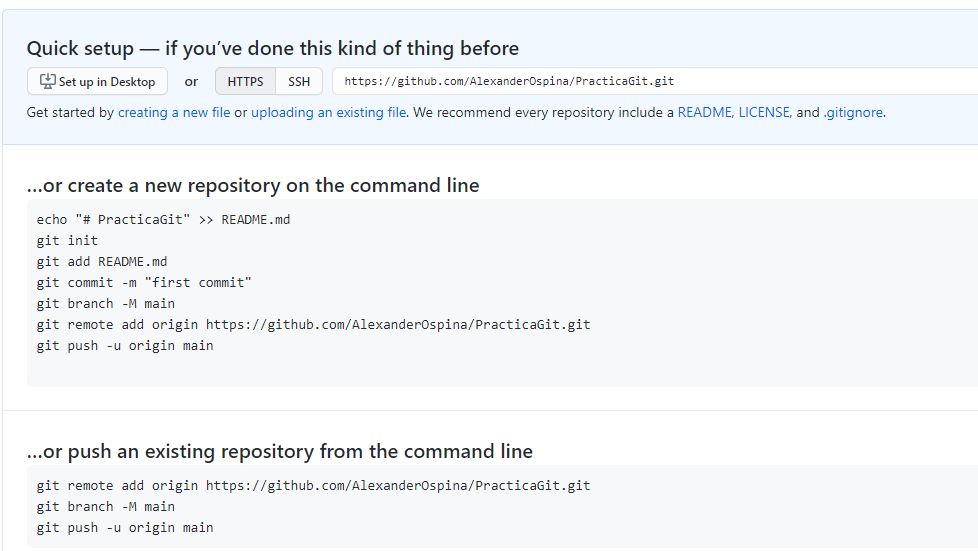 Quick setup — if you’ve done this kind of thing before
Set up in Desktop or HTTPS SSH https://github.com/AlexanderOspina/PracticaGit.git
Get started by creating a new file or uploading an existing file. We recommend every repository include a README, LICENSE, and .gitignore.
…or create a new repository on the command line
echo "# PracticaGit" >> README.md
git init
git add README.md
git commit -m "first commit"
git branch -M main
git remote add origin https://github.com/AlexanderOspina/PracticaGit.git
git push -u origin main
…or push an existing repository from the command line
git remote add origin https://github.com/AlexanderOspina/PracticaGit.git
git branch -M main
git push -u origin main